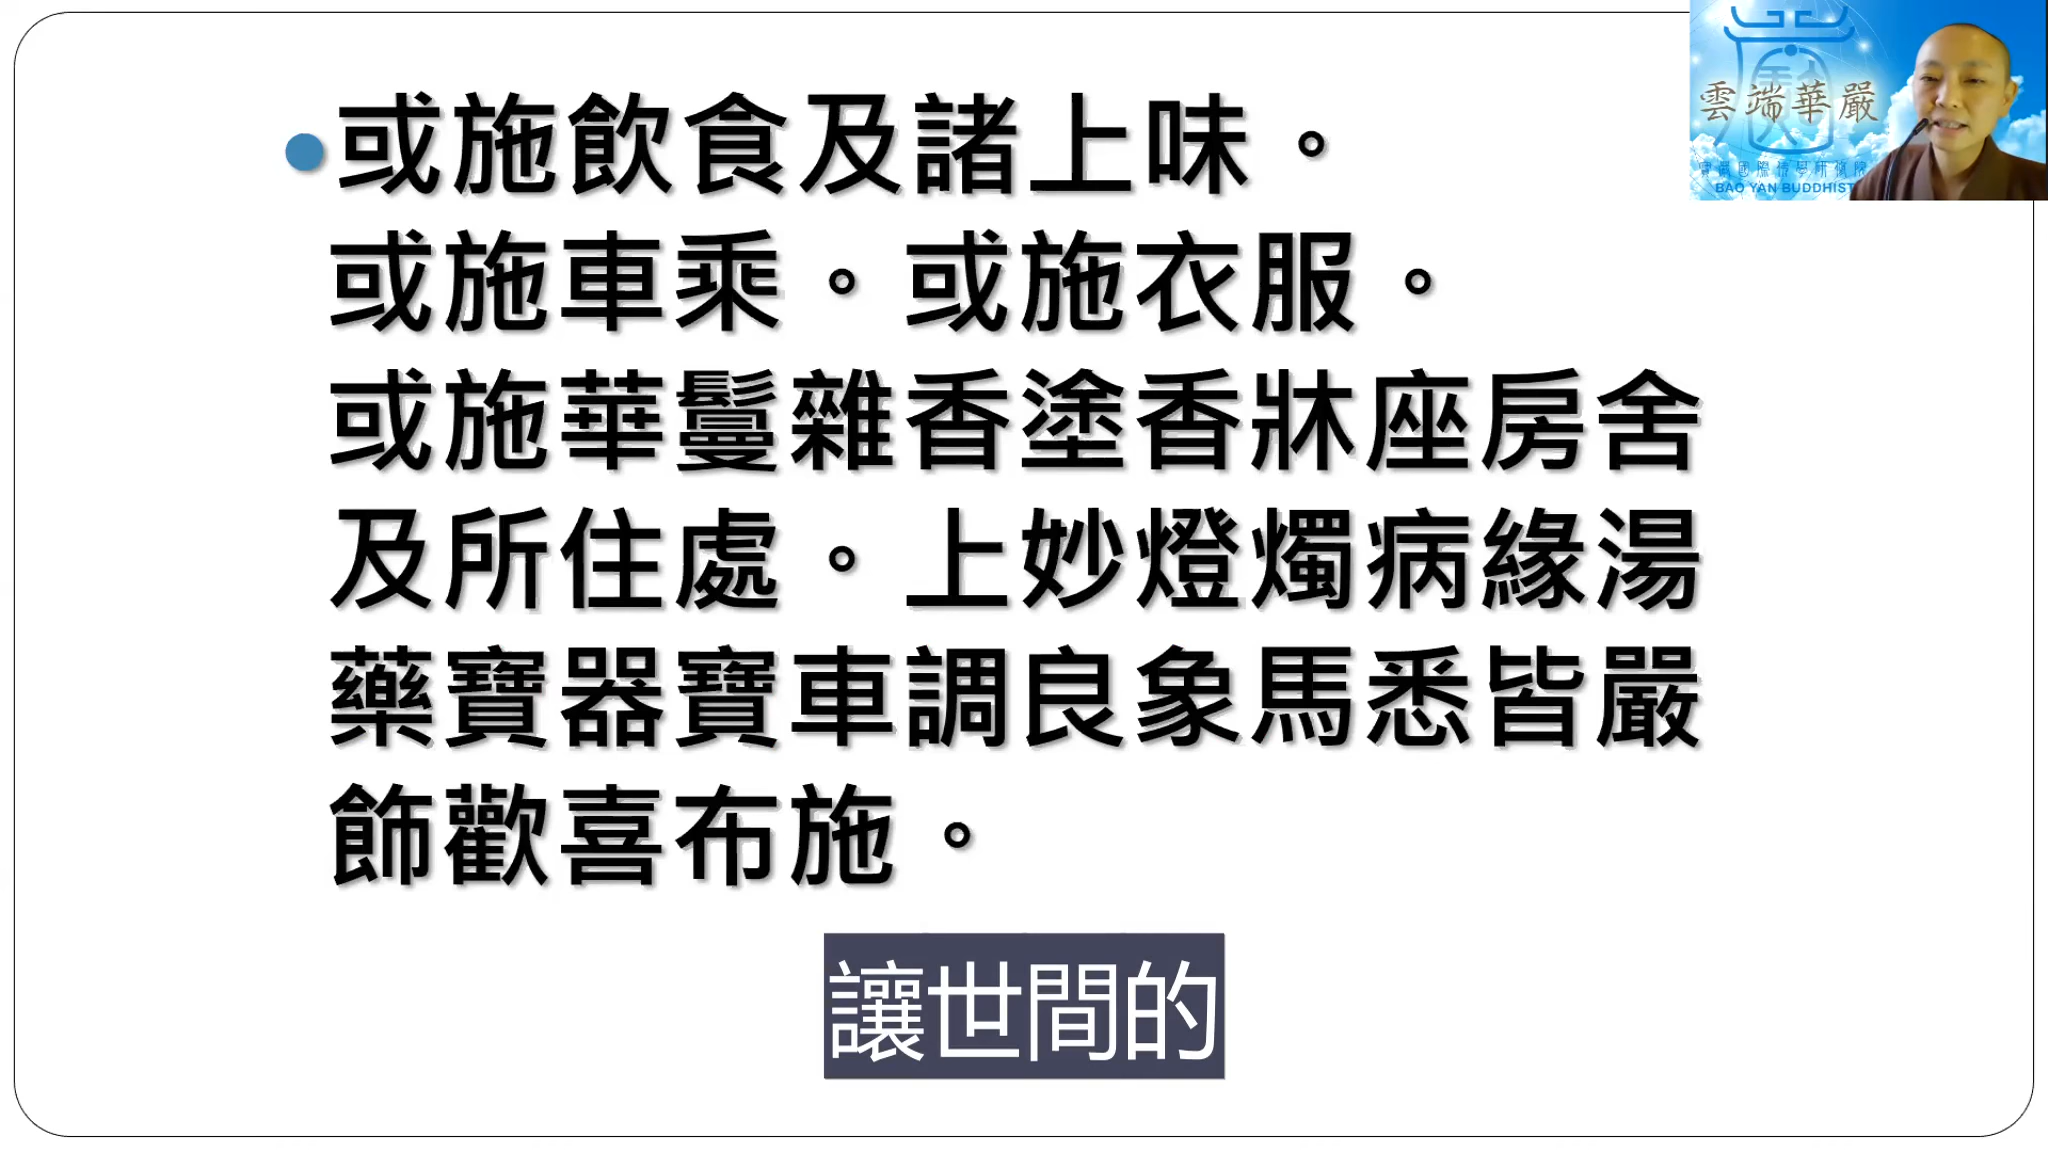 或施飲食及諸上味。
或施車乘。或施衣服。
或施華鬘雜香塗香牀座房舍
及所住處。上妙燈燭病緣湯
藥寶器寶車調良象馬悉皆嚴
飾歡喜布施。
讓世間的
雲端華嚴
BAO YAN BUDDHIST